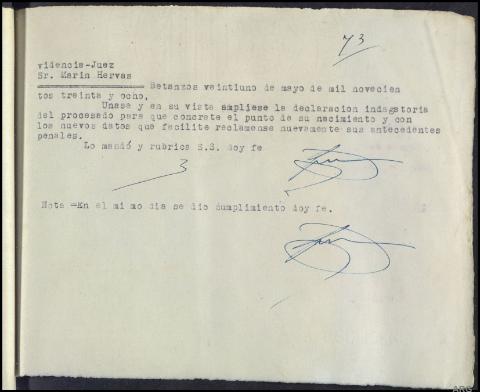 73
videncia-Juez
Sr. Marin Hervas
Betanzos veintiuno de mayo de mil novecien
tos treinta y ocho,
Unase y en su vista ampliese la declaracion indagatoria
del procesado para que concrete el punto de su nacimiento y con
los nuevos datos que facilite reclamense nuevamente sus antecedentes
penales.
Lo mandó y rubrica S.S. doy fe
Nota =En el mi mo dia se dio cumplimiento doy fe.
ARG